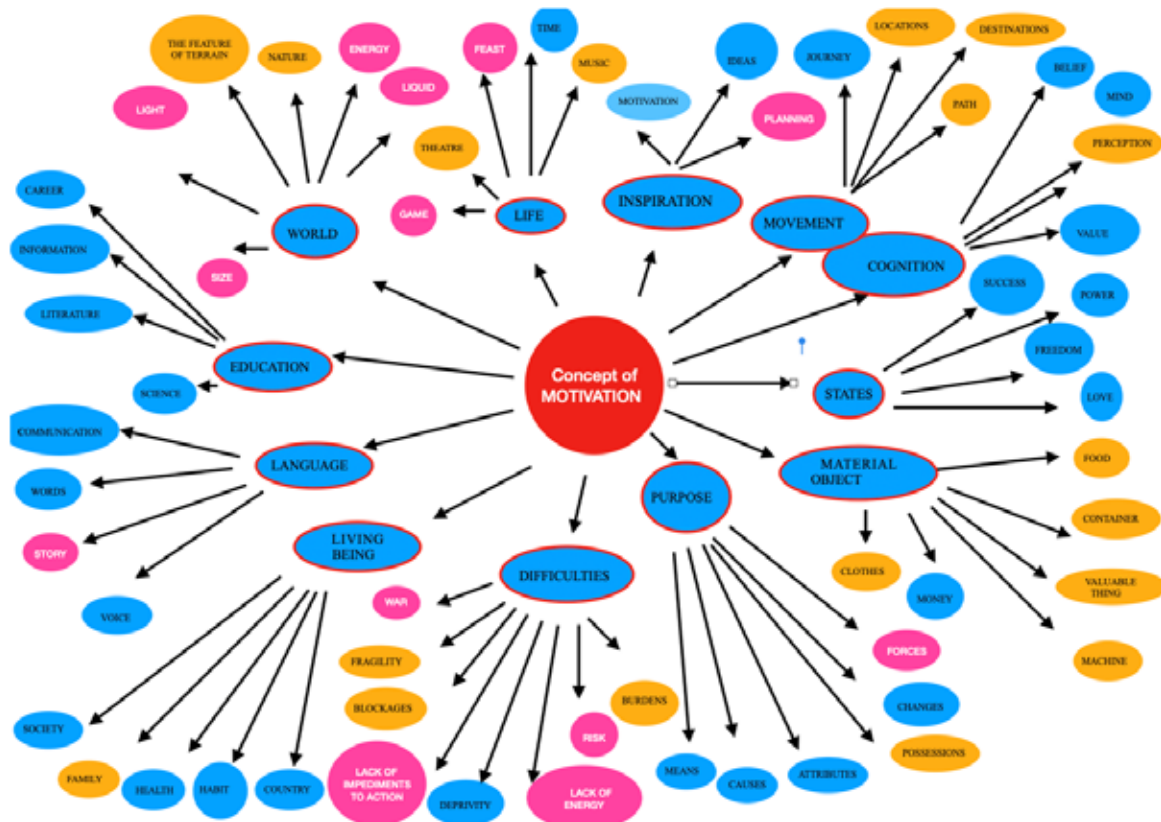 THE FEATURE
OF TERRAIN
NATURE
ENERGY
LIQUID
LIGHT
FEAST
TIME
MUSIC
THEATRE
GAME
MOTIVATION
IDEAS
PLANNING
JOURNEY
LOCATIONS
DESTINATIONS
PATH
BELIEF
MIND
PERCEPTION
VALUE
CAREER
INFORMATION
LITERATURE
SCIENCE
SIZE
WORLD
LIFE
INSPIRATION
MOVEMENT
COGNITION
SUCCESS
POWER
FREEDOM
LOVE
EDUCATION
Concept of
MOTIVATION
STATES
COMMUNICATION
WORDS
STORY
VOICE
LANGUAGE
LIVING
BEING
DIFFICULTIES
PURPOSE
MATERIAL
OBJECT
FOOD
CONTAINER
VALUABLE
THING
MACHINE
CLOTHES
MONEY
WAR
FRAGILITY
BLOCKAGES
LACK OF
IMPEDIMENTS
TO ACTION
DEPRIVITY
LACK OF
ENERGY
RISK
BURDENS
FORCES
CHANGES
POSSESSIONS
ATTRIBUTES
CAUSES
MEANS
SOCIETY
FAMILY
HEALTH
HABIT
COUNTRY